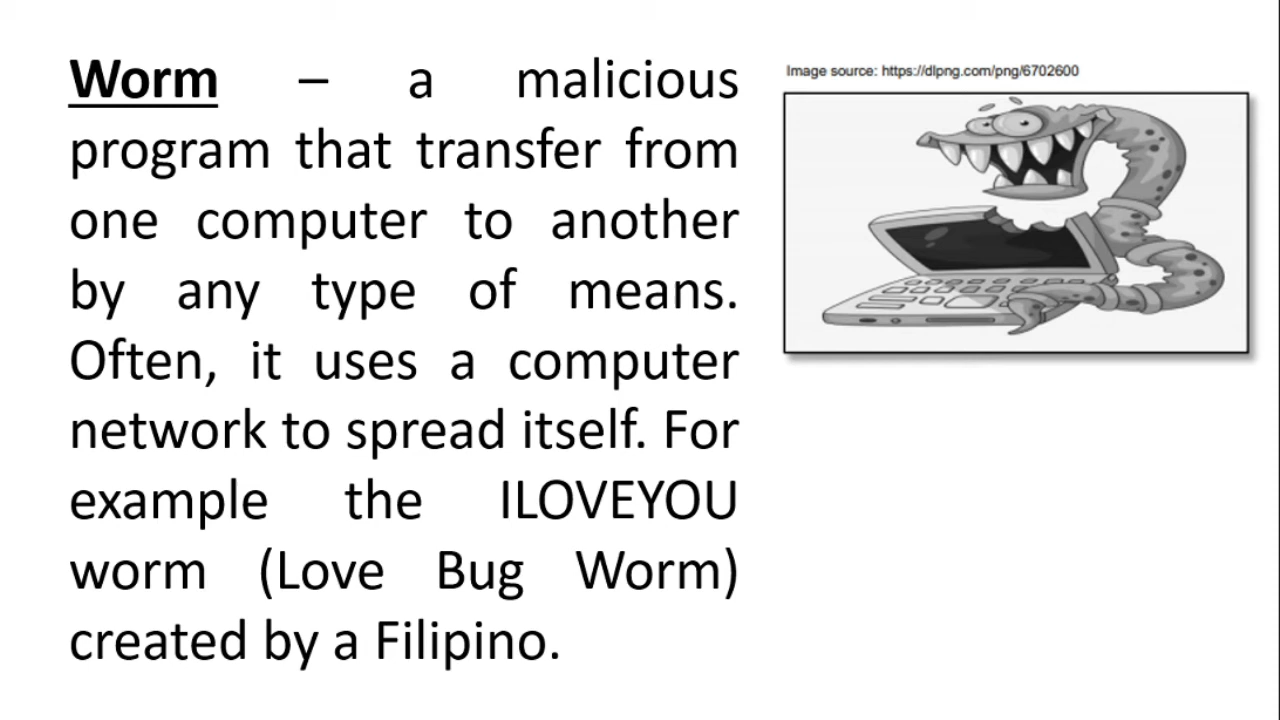 Worm – a malicious
program that transfer from
one computer to another
by any type of means.
Often, it uses a computer
network to spread itself. For
example the ILOVEYOU
worm (Love Bug Worm)
created by a Filipino.
Image source: https://dlpng.com/png/6702600